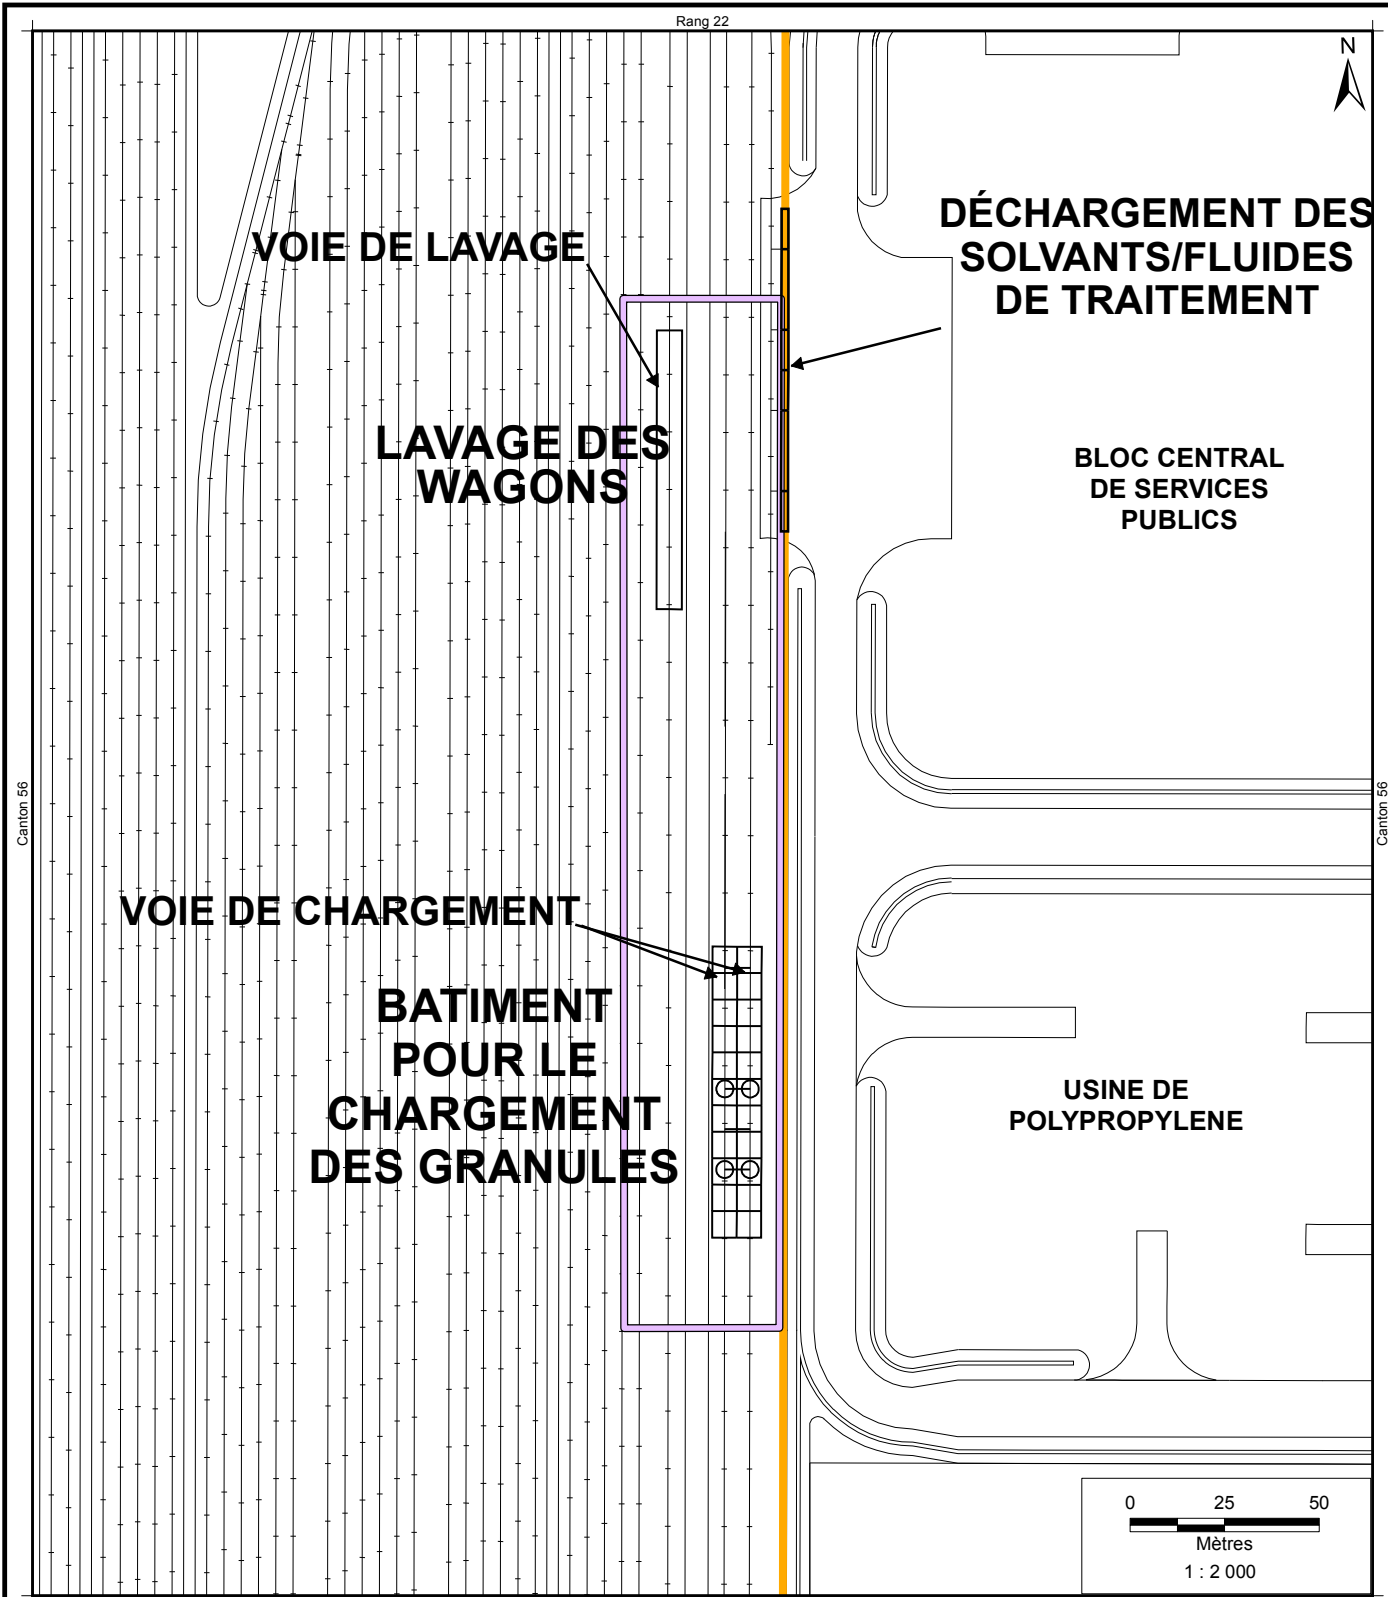 Rang 22
N
DÉCHARGEMENT DES
SOLVANTS/FLUIDES
DE TRAITEMENT
VOIE DE LAVAGE
LAVAGE DES
WAGONS
BLOC CENTRAL
DE SERVICES
PUBLICS
Canton 56
Canton 56
VOIE DE CHARGEMENT
BATIMENT
POUR LE
CHARGEMENT
DES GRANULES
USINE DE
POLYPROPYLENE
0 25 50
Mètres
1 : 2 000